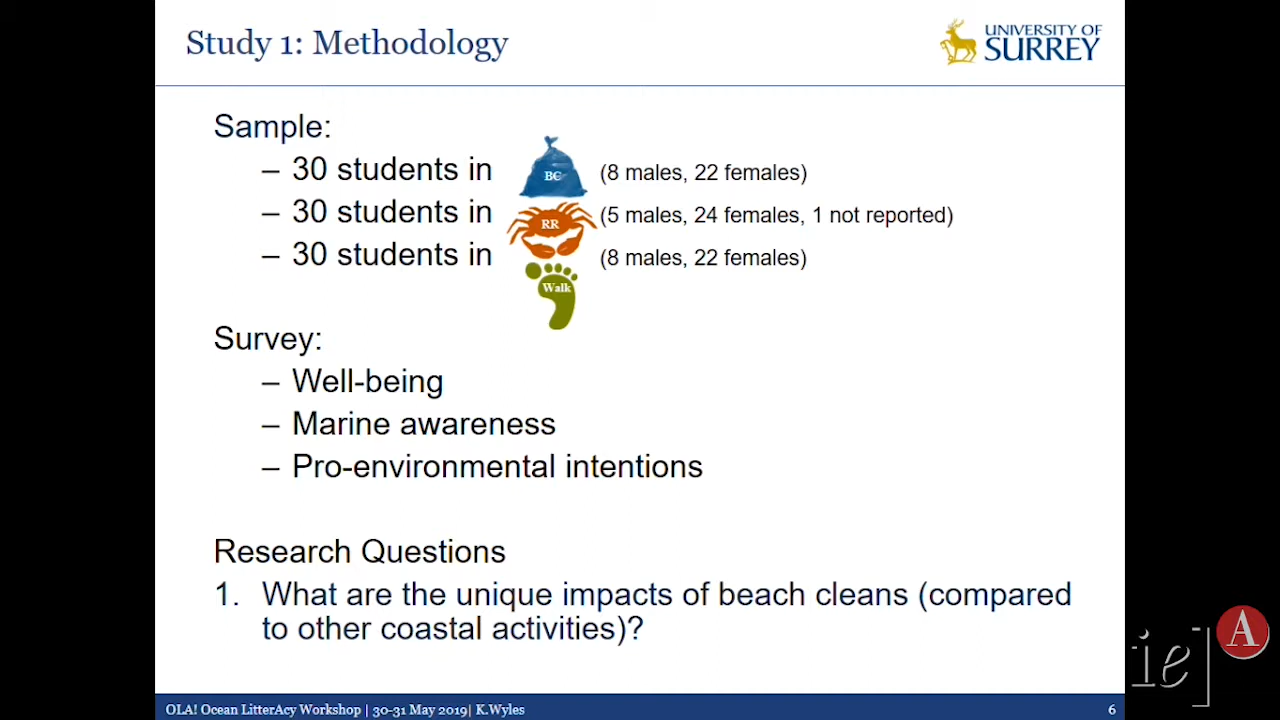 Study 1: Methodology
UNIVERSITY OF
SURREY
Sample:
– 30 students in BC (8 males, 22 females)
– 30 students in RR (5 males, 24 females, 1 not reported)
– 30 students in Walk (8 males, 22 females)
Survey:
– Well-being
– Marine awareness
– Pro-environmental intentions
Research Questions
1. What are the unique impacts of beach cleans (compared
to other coastal activities)?
OLA! Ocean LitterAcy Workshop | 30-31 May 2019| K.Wyles
6
ie]
A